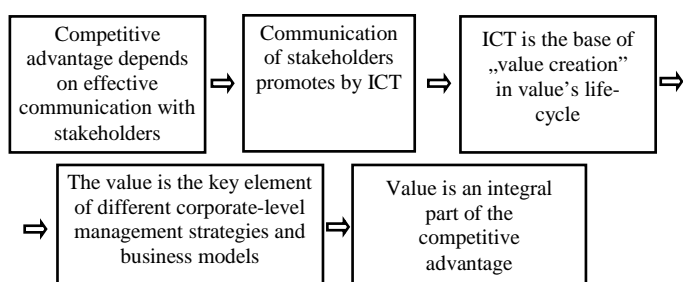 Competitive
advantage depends
on effective
communication with
stakeholders
Communication
of stakeholders
promotes by ICT
ICT is the base of
„value creation”
in value's life-
cycle
The value is the key element
of different corporate-level
management strategies and
business models
Value is an integral
part of the
competitive
advantage